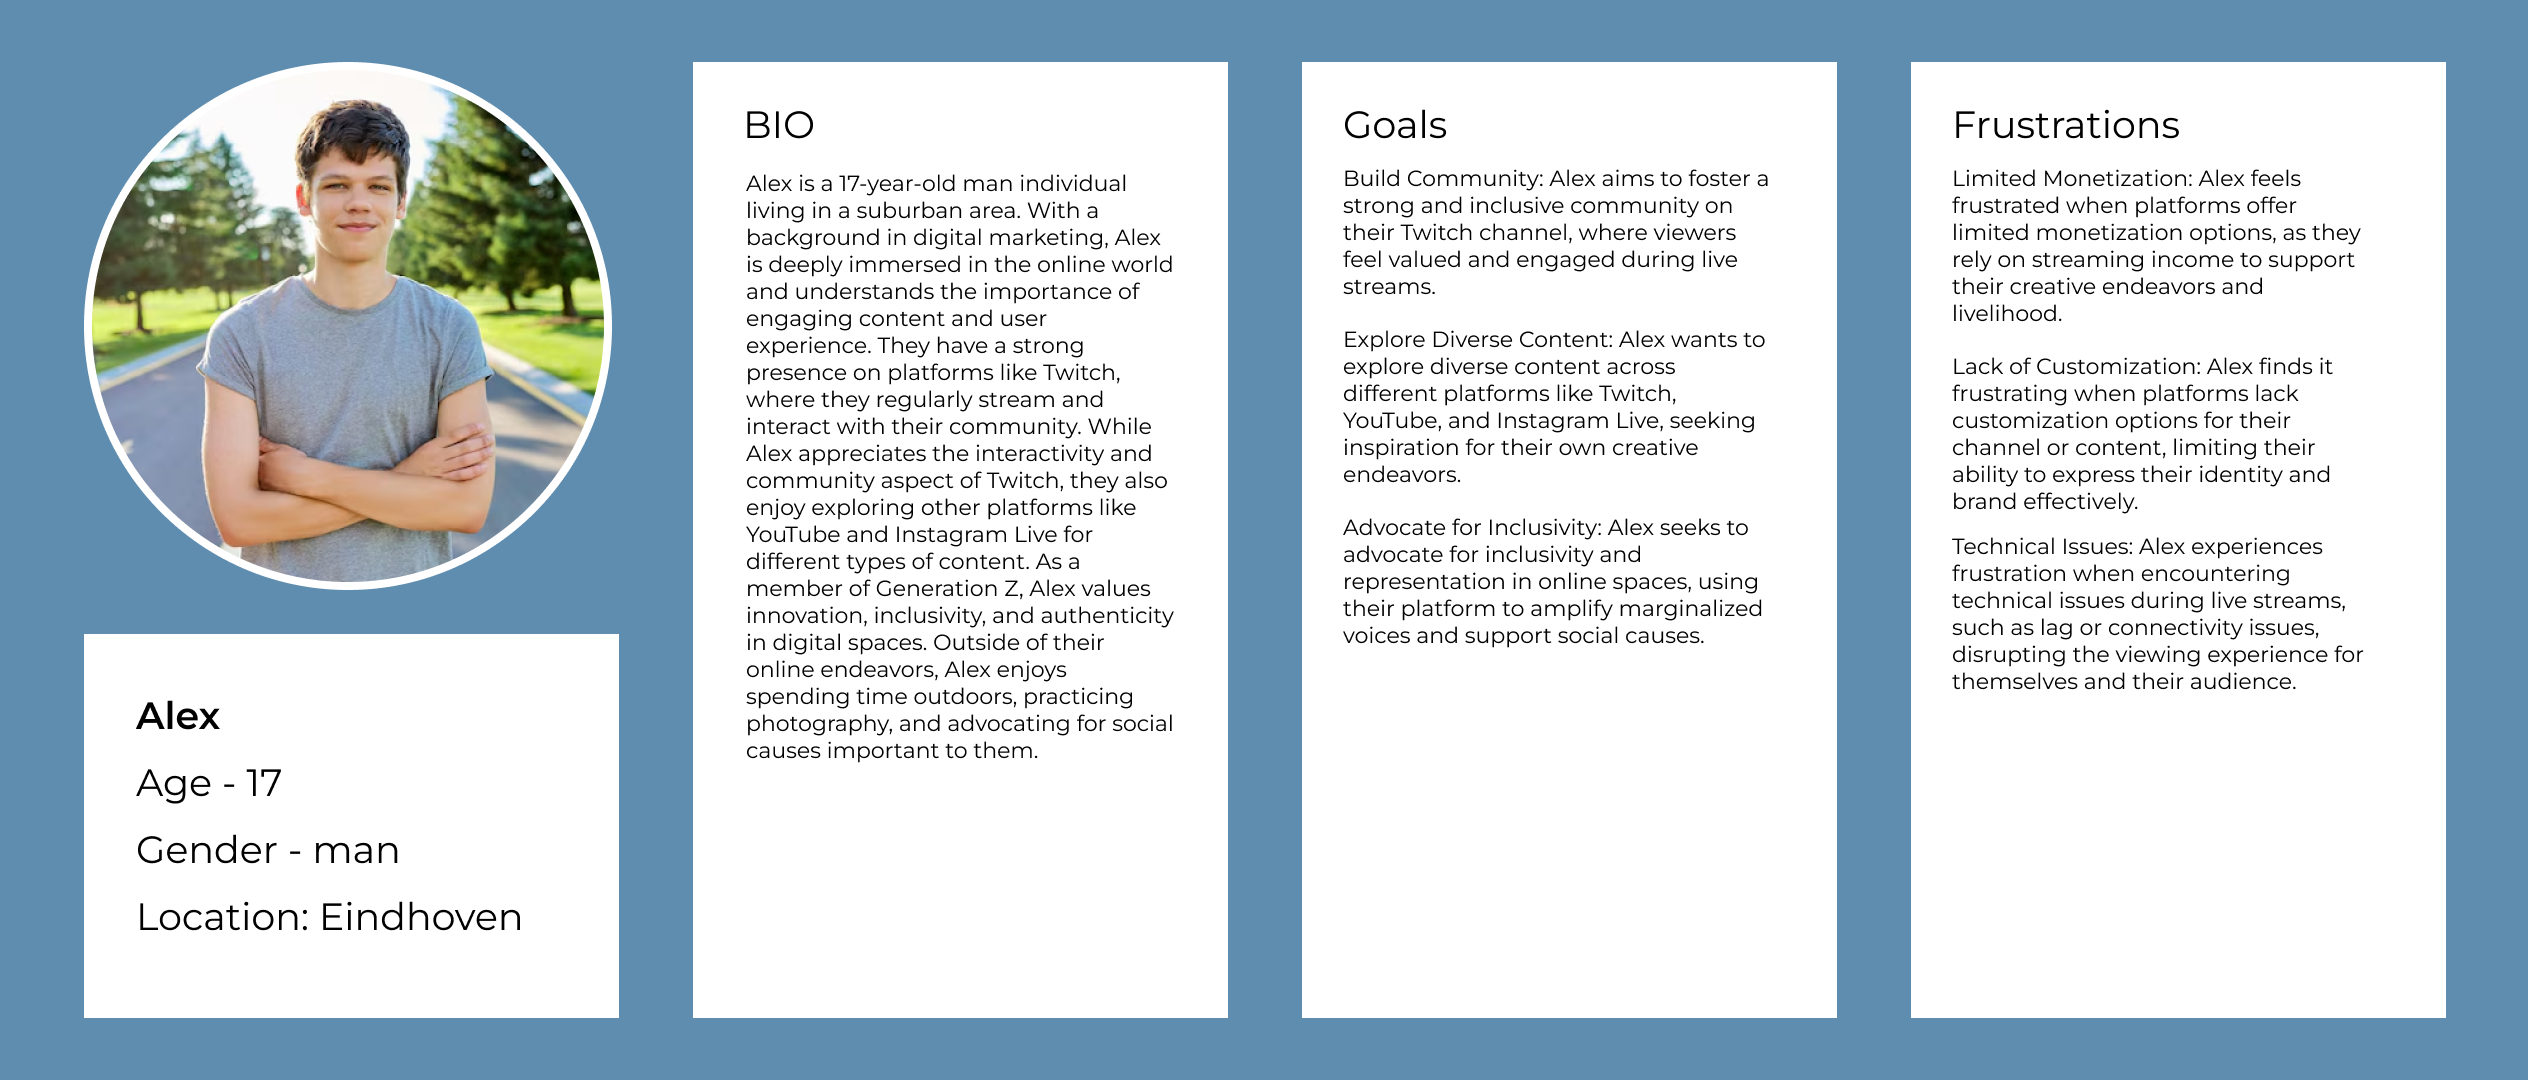 Alex
Age - 17
Gender - man
Location: Eindhoven
BIO
Alex is a 17-year-old man individual
living in a suburban area. With a
background in digital marketing, Alex
is deeply immersed in the online world
and understands the importance of
engaging content and user
experience. They have a strong
presence on platforms like Twitch,
where they regularly stream and
interact with their community. While
Alex appreciates the interactivity and
community aspect of Twitch, they also
enjoy exploring other platforms like
YouTube and Instagram Live for
different types of content. As a
member of Generation Z, Alex values
innovation, inclusivity, and authenticity
in digital spaces. Outside of their
online endeavors, Alex enjoys
spending time outdoors, practicing
photography, and advocating for social
causes important to them.
Goals
Build Community: Alex aims to foster a
strong and inclusive community on
their Twitch channel, where viewers
feel valued and engaged during live
streams.
Explore Diverse Content: Alex wants to
explore diverse content across
different platforms like Twitch,
YouTube, and Instagram Live, seeking
inspiration for their own creative
endeavors.
Advocate for Inclusivity: Alex seeks to
advocate for inclusivity and
representation in online spaces, using
their platform to amplify marginalized
voices and support social causes.
Frustrations
Limited Monetization: Alex feels
frustrated when platforms offer
limited monetization options, as they
rely on streaming income to support
their creative endeavors and
livelihood.
Lack of Customization: Alex finds it
frustrating when platforms lack
customization options for their
channel or content, limiting their
ability to express their identity and
brand effectively.
Technical Issues: Alex experiences
frustration when encountering
technical issues during live streams,
such as lag or connectivity issues,
disrupting the viewing experience for
themselves and their audience.